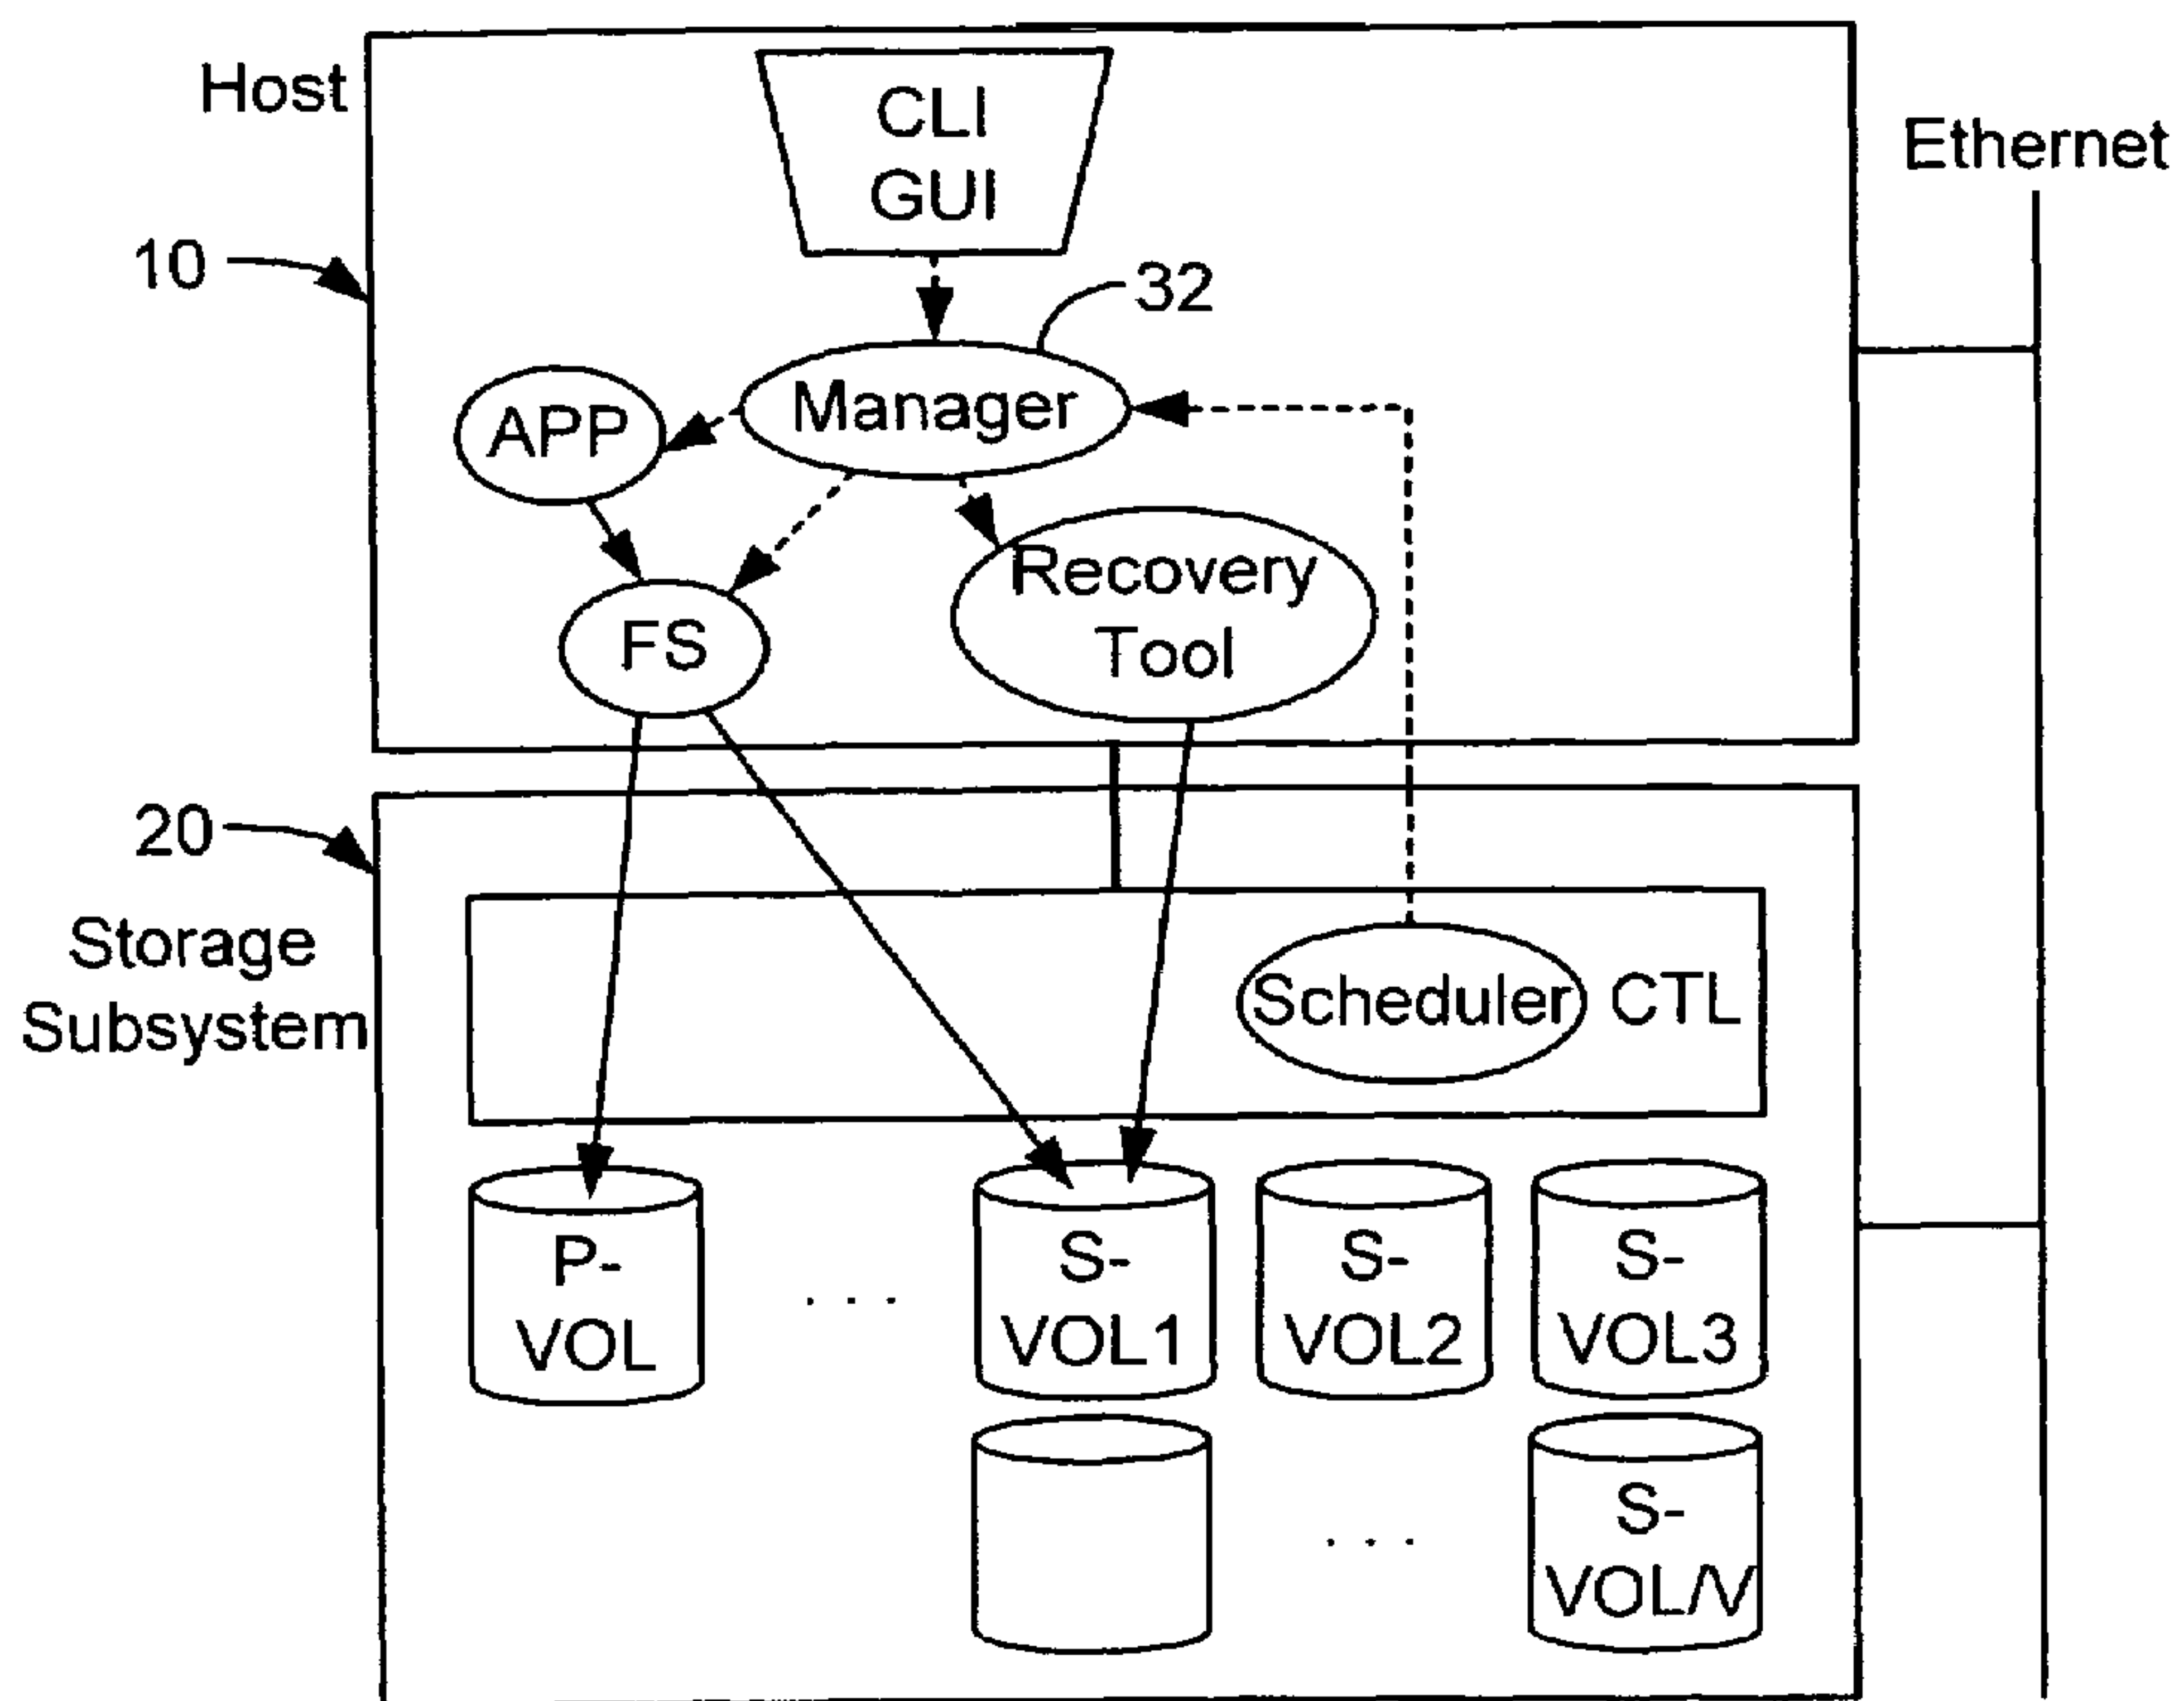 Host
CLI
GUI
Ethernet
10
32
Manager
APP
Recovery
Tool
FS
20
Storage
Subsystem
Scheduler
CTL
P-
VOL
. . .
S-
VOL1
S-
VOL2
S-
VOL3
. . .
S-
VOL/V